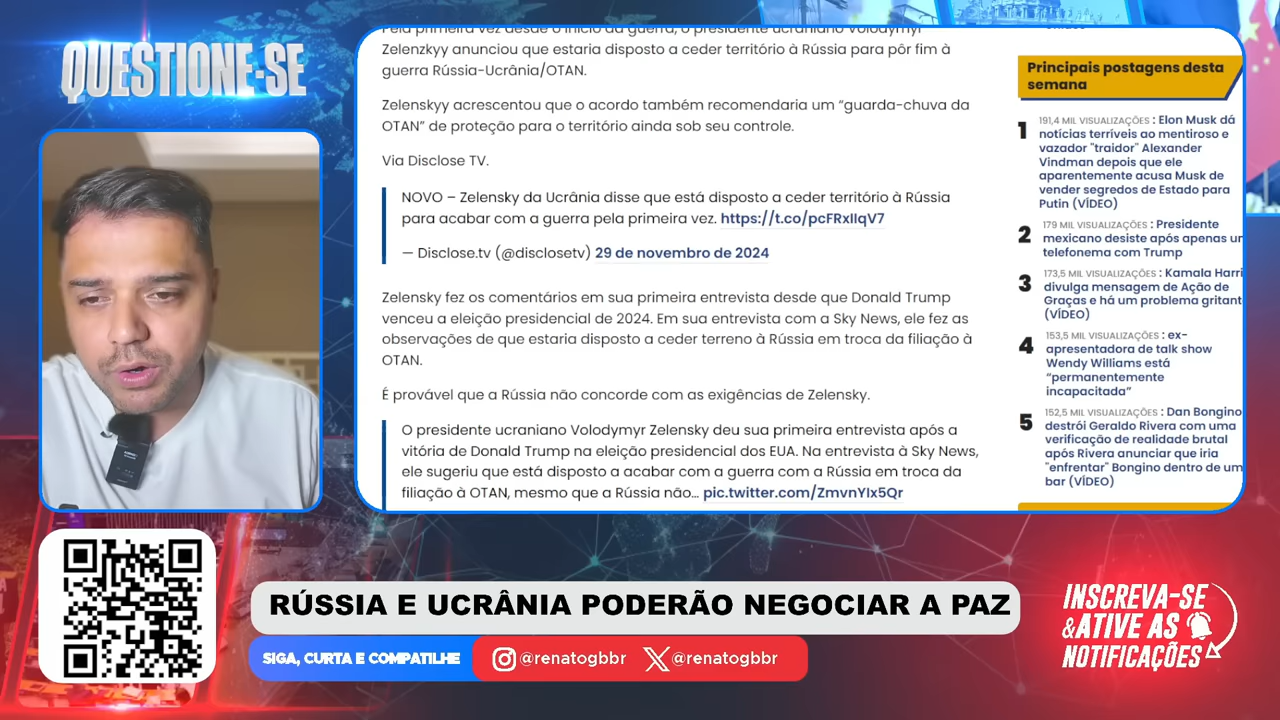 QUESTIONE-SE
Pela primeira vez desde o início da guerra, o presidente ucraniano Volodymyr
Zelenzkyy anunciou que estaria disposto a ceder território à Rússia para pôr fim à
guerra Rússia-Ucrânia/OTAN.
Zelenskyy acrescentou que o acordo também recomendaria um “guarda-chuva da
OTAN” de proteção para o território ainda sob seu controle.
Via Disclose TV.
NOVO – Zelensky da Ucrânia disse que está disposto a ceder território à Rússia
para acabar com a guerra pela primeira vez. https://t.co/pcFRxIlqV7
— Disclose.tv (@disclosetv) 29 de novembro de 2024
Zelensky fez os comentários em sua primeira entrevista desde que Donald Trump
venceu a eleição presidencial de 2024. Em sua entrevista com a Sky News, ele fez as
observações de que estaria disposto a ceder terreno à Rússia em troca da filiação à
OTAN.
É provável que a Rússia não concorde com as exigências de Zelensky.
O presidente ucraniano Volodymyr Zelensky deu sua primeira entrevista após a
vitória de Donald Trump na eleição presidencial dos EUA. Na entrevista à Sky News,
ele sugeriu que está disposto a acabar com a guerra com a Rússia em troca da
filiação à OTAN, mesmo que a Rússia não… pic.twitter.com/ZmvnYIx5Qr
Principais postagens desta
semana
1 191,4 MIL VISUALIZAÇÕES : Elon Musk dá
notícias terríveis ao mentiroso e
vazador "traidor" Alexander
Vindman depois que ele
aparentemente acusa Musk de
vender segredos de Estado para
Putin (VÍDEO)
2 179 MIL VISUALIZAÇÕES : Presidente
mexicano desiste após apenas um
telefonema com Trump
3 173,5 MIL VISUALIZAÇÕES : Kamala Harri
divulga mensagem de Ação de
Graças e há um problema gritant
(VÍDEO)
4 153,5 MIL VISUALIZAÇÕES : ex-
apresentadora de talk show
Wendy Williams está
“permanentemente
incapacitada”
5 152,5 MIL VISUALIZAÇÕES : Dan Bongino
destrói Geraldo Rivera com uma
verificação de realidade brutal
após Rivera anunciar que iria
"enfrentar" Bongino dentro de um
bar (VÍDEO)
RÚSSIA E UCRÂNIA PODERÃO NEGOCIAR A PAZ
SIGA, CURTA E COMPATILHE @renatogbbr @renatogbbr
INSCREVA-SE
&ATIVE AS
NOTIFICAÇÕES